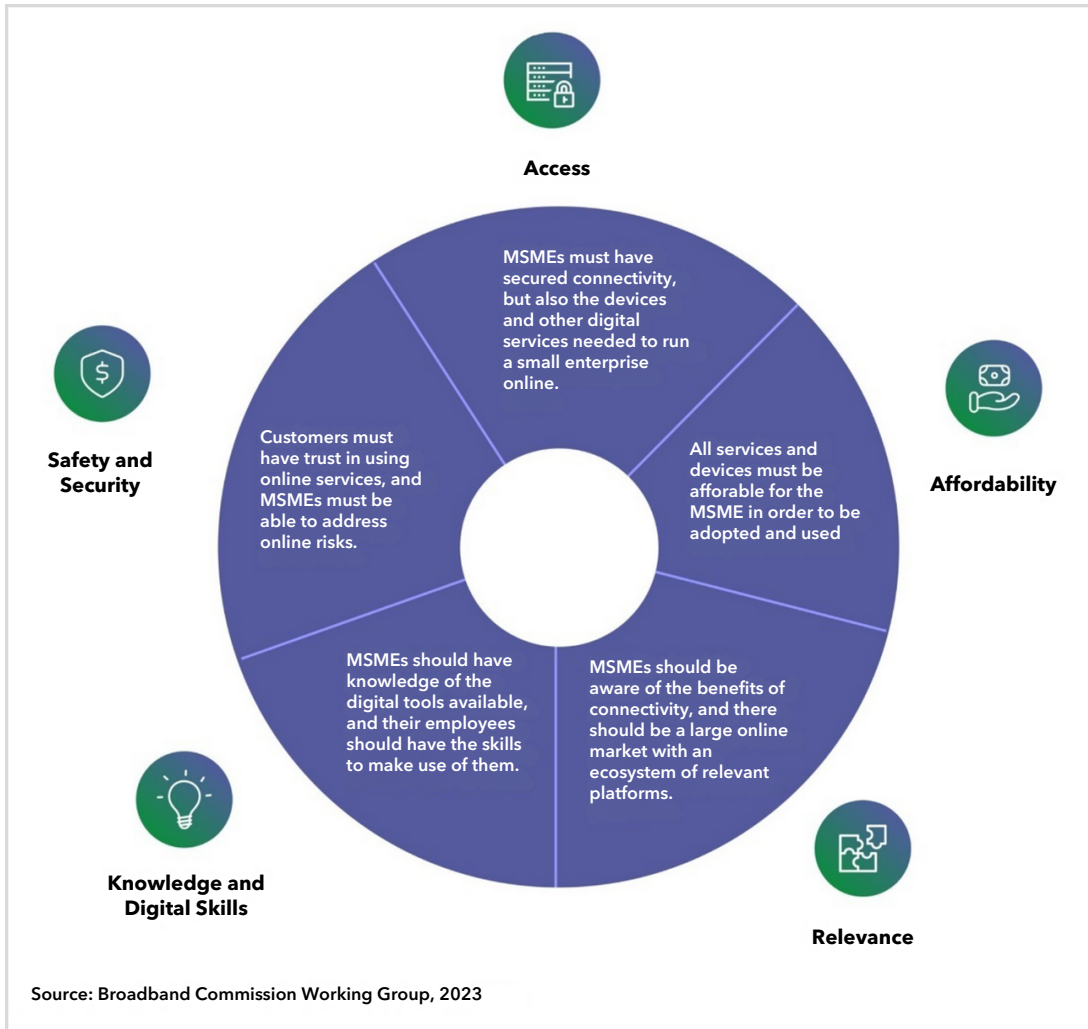 Access
MSMEs must have
secured connectivity,
but also the devices
and other digital
services needed to run
a small enterprise
online.
Affordability
All services and
devices must be
afforable for the
MSME in order to be
adopted and used
Relevance
MSMEs should be
aware of the benefits of
connectivity, and there
should be a large online
market with an
ecosystem of relevant
platforms.
Knowledge and
Digital Skills
MSMEs should have
knowledge of the
digital tools available,
and their employees
should have the skills
to make use of them.
Safety and
Security
Customers must
have trust in using
online services, and
MSMEs must be
able to address
online risks.
$
Source: Broadband Commission Working Group, 2023